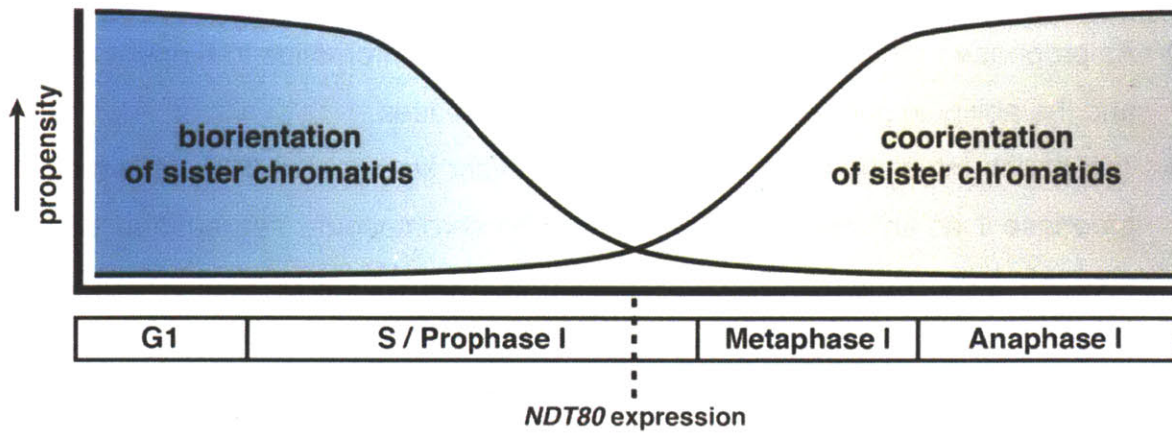 propensity
biorientation
of sister chromatids
coorientation
of sister chromatids
G1
S / Prophase I
Metaphase I
Anaphase I
NDT80 expression